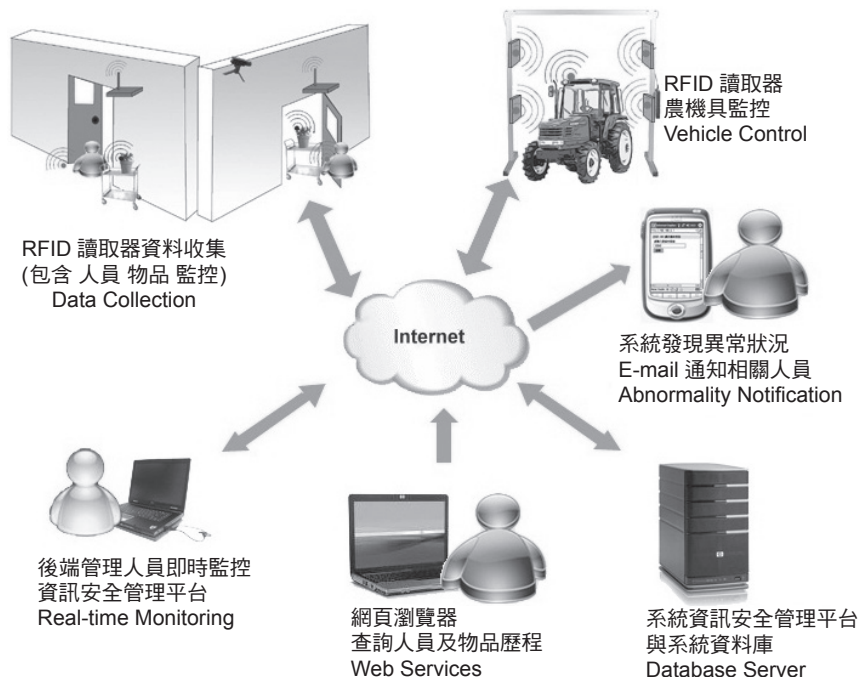 RFID 讀取器
農機具監控
Vehicle Control
RFID 讀取器資料收集
(包含 人員 物品 監控)
Data Collection
Internet
系統發現異常狀況
E-mail 通知相關人員
Abnormality Notification
後端管理人員即時監控
資訊安全管理平台
Real-time Monitoring
網頁瀏覽器
查詢人員及物品歷程
Web Services
系統資訊安全管理平台
與系統資料庫
Database Server